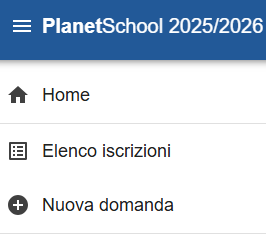 PlanetSchool 2025/2026
Home
Elenco iscrizioni
Nuova domanda